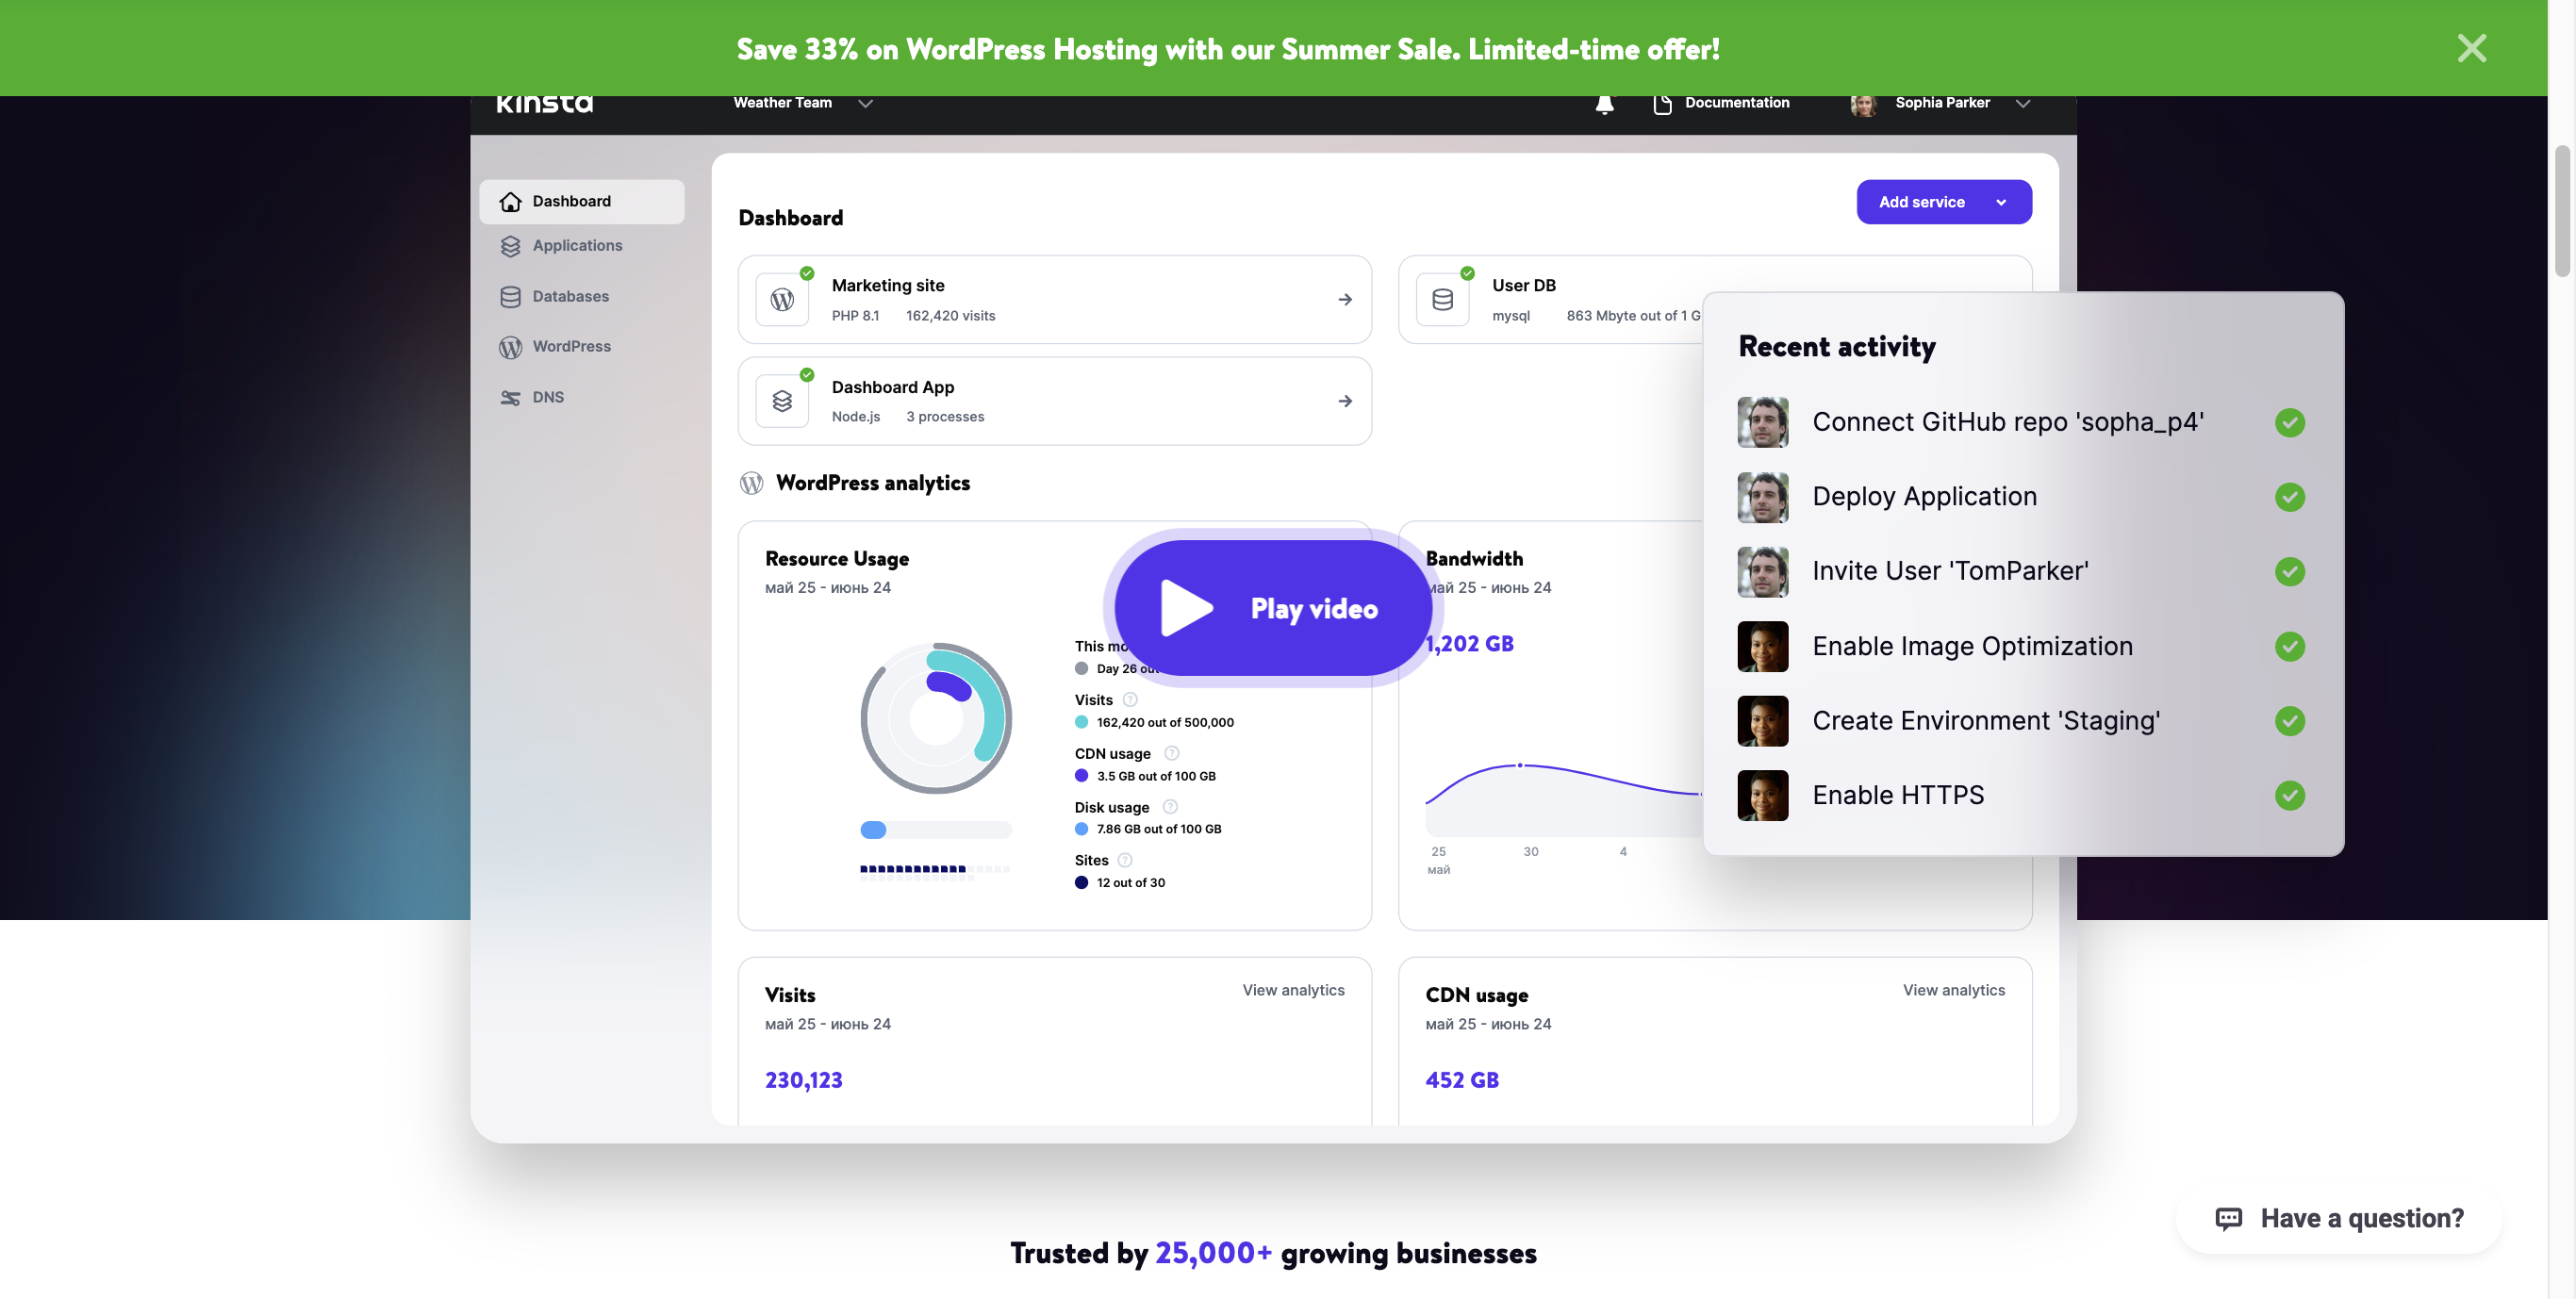 Save 33% on WordPress Hosting with our Summer Sale. Limited-time offer!
Kinsta
Weather Team
Documentation
Sophia Parker
Dashboard
Applications
Databases
WordPress
DNS
Dashboard
Add service
Marketing site
PHP 8.1 162,420 visits
User DB
mysql 863 Mbyte out of 1 G
Dashboard App
Node.js 3 processes
WordPress analytics
Resource Usage
май 25 - июнь 24
This mo
Day 26 out
Visits
162,420 out of 500,000
CDN usage
3.5 GB out of 100 GB
Disk usage
7.86 GB out of 100 GB
Sites
12 out of 30
Play video
Bandwidth
май 25 - июнь 24
1,202 GB
25 30 4
май
Recent activity
Connect GitHub repo 'sopha_p4'
Deploy Application
Invite User 'TomParker'
Enable Image Optimization
Create Environment 'Staging'
Enable HTTPS
Visits
View analytics
май 25 - июнь 24
230,123
CDN usage
View analytics
май 25 - июнь 24
452 GB
Trusted by 25,000+ growing businesses
Have a question?